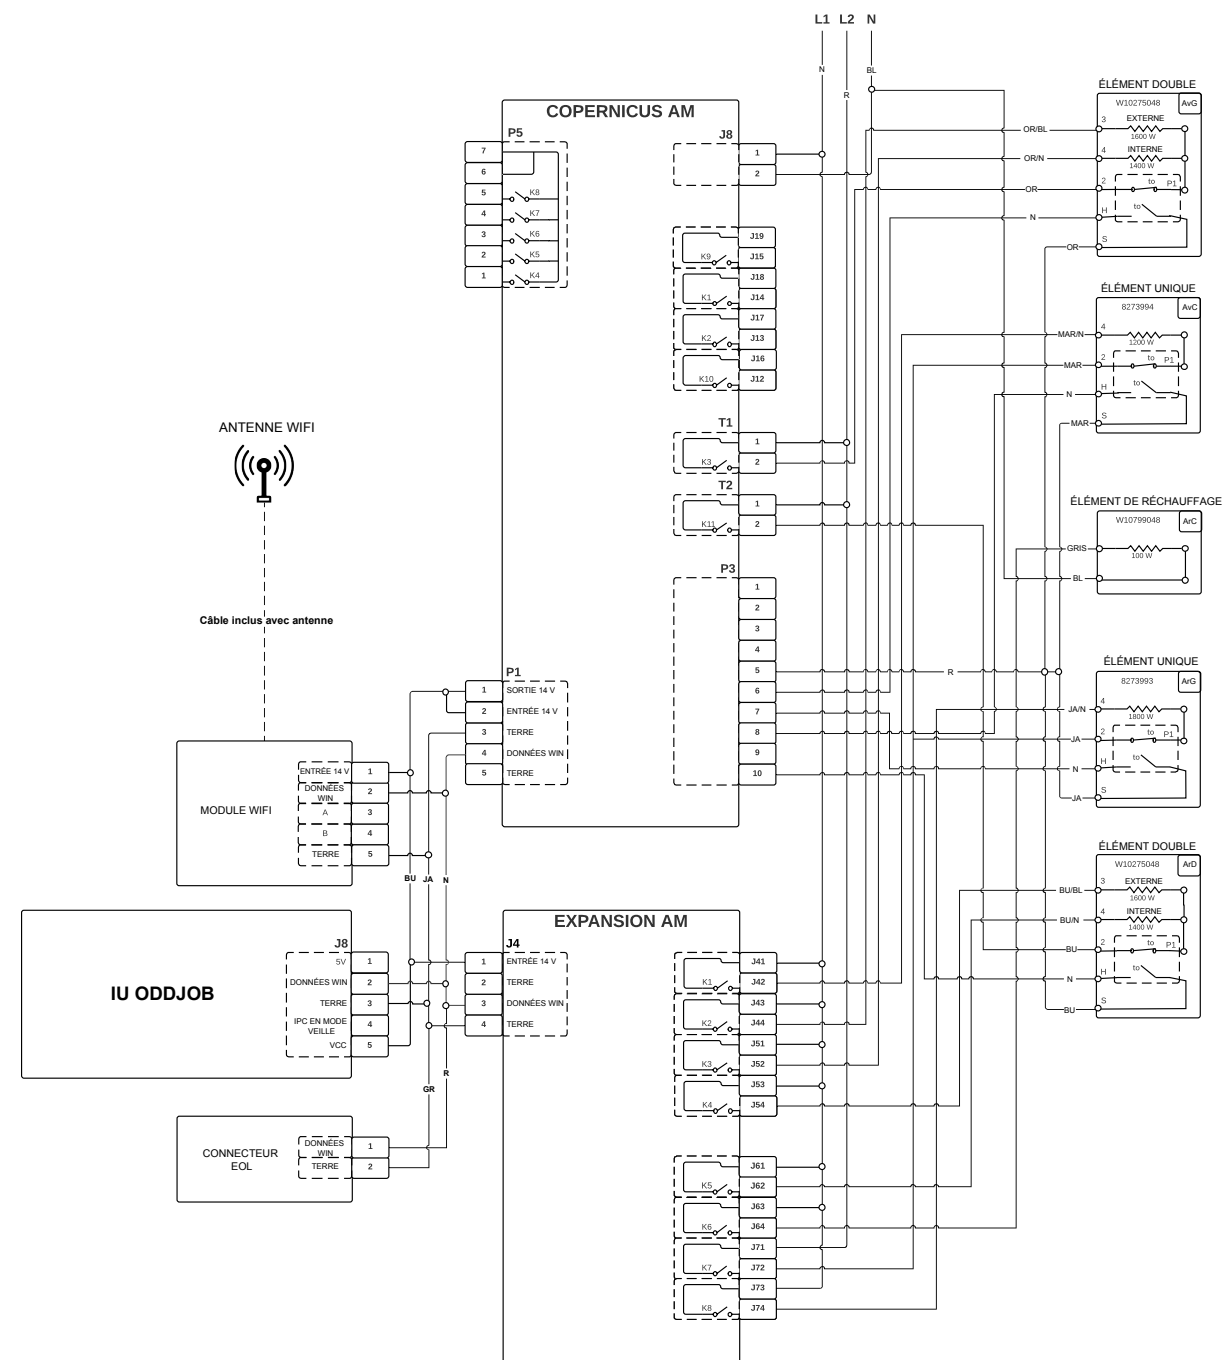 L1 L2 N
N
R
BL
COPERNICUS AM
P5
7
6
5 K8
4 K7
3 K6
2 K5
1 K4
J8
1
2
J19
K9 J15
J18
K1 J14
J17
K2 J13
J16
K10 J12
T1
1
K3 2
T2
1
K11 2
P3
1
2
3
4
5
6
7
8
9
10
R
P1
1 SORTIE 14 V
2 ENTRÉE 14 V
3 TERRE
4 DONNÉES WIN
5 TERRE
ANTENNE WIFI
Câble inclus avec antenne
MODULE WIFI
ENTRÉE 14 V 1
DONNÉES WIN 2
A 3
B 4
TERRE 5
BU JA N
IU ODDJOB
J8
5V 1
DONNÉES WIN 2
TERRE 3
IPC EN MODE VEILLE 4
VCC 5
R
GR
CONNECTEUR
EOL
DONNÉES WIN 1
TERRE 2
EXPANSION AM
J4
1 ENTRÉE 14 V
2 TERRE
3 DONNÉES WIN
4 TERRE
J41
K1 J42
J43
K2 J44
J51
K3 J52
J53
K4 J54
J61
K5 J62
J63
K6 J64
J71
K7 J72
J73
K8 J74
ÉLÉMENT DOUBLE
W10275048 AvG
EXTERNE
OR/BL 3
1600 W
INTERNE
OR/N 4
1400 W
OR 2 to P1
N H to
OR S
ÉLÉMENT UNIQUE
8273994 AvC
MAR/N 4
1200 W
MAR 2 to P1
N H to
MAR S
ÉLÉMENT DE RÉCHAUFFAGE
W10799048 ArC
GRIS
100 W
BL
ÉLÉMENT UNIQUE
8273993 ArG
JA/N 4
1800 W
JA 2 to P1
N H to
JA S
ÉLÉMENT DOUBLE
W10275048 ArD
EXTERNE
BU/BL 3
1600 W
INTERNE
BU/N 4
1400 W
BU 2 to P1
N H to
BU S